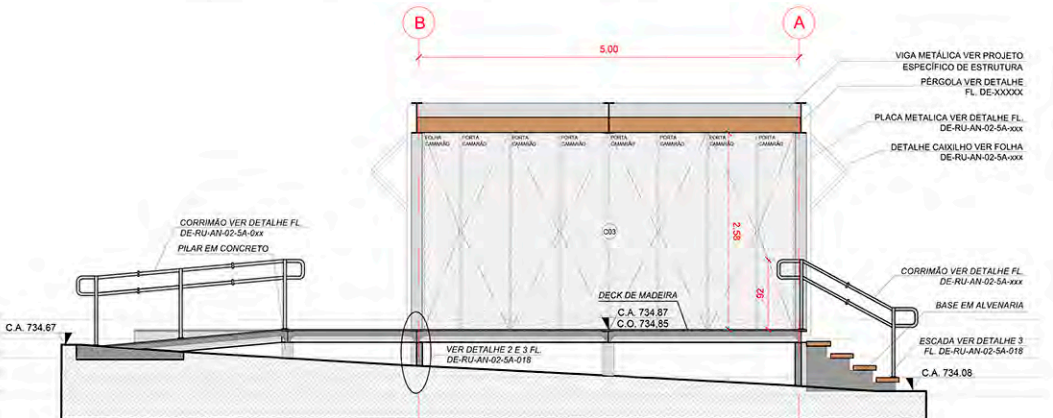 B
A
5.00
VIGA METÁLICA VER PROJETO
ESPECÍFICO DE ESTRUTURA
PÉRGOLA VER DETALHE
FL. DE-XXXXX
PLACA METALICA VER DETALHE FL.
DE-RU-AN-02-5A-xxx
DETALHE CAIXILHO VER FOLHA
DE-RU-AN-02-5A-xxx
FOLHA
CAMARÃO
PORTA
CAMARÃO
PORTA
CAMARÃO
PORTA
CAMARÃO
PORTA
CAMARÃO
PORTA
CAMARÃO
PORTA
CAMARÃO
PORTA
CAMARÃO
2.58
C03
.92
CORRIMÃO VER DETALHE FL.
DE-RU-AN-02-5A-0xx
PILAR EM CONCRETO
CORRIMÃO VER DETALHE FL.
DE-RU-AN-02-5A-xxx
BASE EM ALVENARIA
DECK DE MADEIRA
C.A. 734.87
C.O. 734.85
C.A. 734.67
VER DETALHE 2 E 3 FL.
DE-RU-AN-02-5A-018
ESCADA VER DETALHE 3
FL. DE-RU-AN-02-5A-018
C.A. 734.08